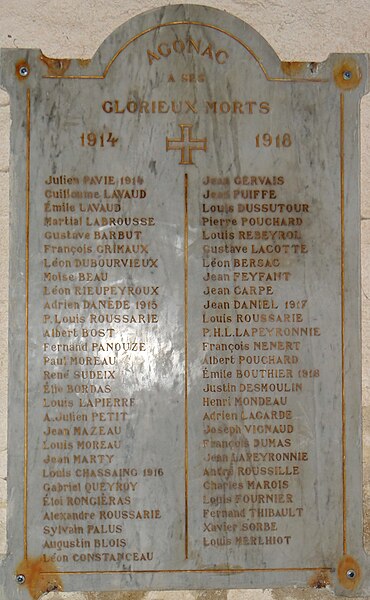 AGONAC
A SES
GLORIEUX MORTS
1914 1918
Julien PAVIE 1914
Guillaume LAVAUD
Émile LAVAUD
Martial LABROUSSE
Gustave BARBUT
François GRIMAUX
Léon DUBOURVIEUX
Moïse BEAU
Léon RIEUPEYROUX
Adrien DANÈDE 1915
P. Louis ROUSSARIE
Albert BOST
Fernand PANOUZE
Paul MOREAU
René SUDEIX
Élie BORDAS
Louis LAPIERRE
A. Julien PETIT
Jean MAZEAU
Louis MOREAU
Jean MARTY
Louis CHASSAING 1916
Gabriel QUEYROY
Éloi RONGIÈRAS
Alexandre ROUSSARIE
Sylvain PALUS
Augustin BLOIS
Léon CONSTANCEAU
Jean GERVAIS
Jean PUIFFE
Louis DUSSUTOUR
Pierre POUCHARD
Louis REBEYROL
Gustave LACOTTE
Léon BERSAC
Jean FEYFANT
Jean CARPE
Jean DANIEL 1917
Louis ROUSSARIE
P.H.L. LAPEYRONNIE
François NÉNERT
Albert POUCHARD
Émile BOUTHIER 1918
Justin DESMOULIN
Henri MONDEAU
Adrien LAGARDE
Joseph VIGNAUD
François DUMAS
Jean LAPEYRONNIE
André ROUSSILLE
Charles MAROIS
Louis FOURNIER
Fernand THIBAULT
Xavier SORBE
Louis MERLHIOT